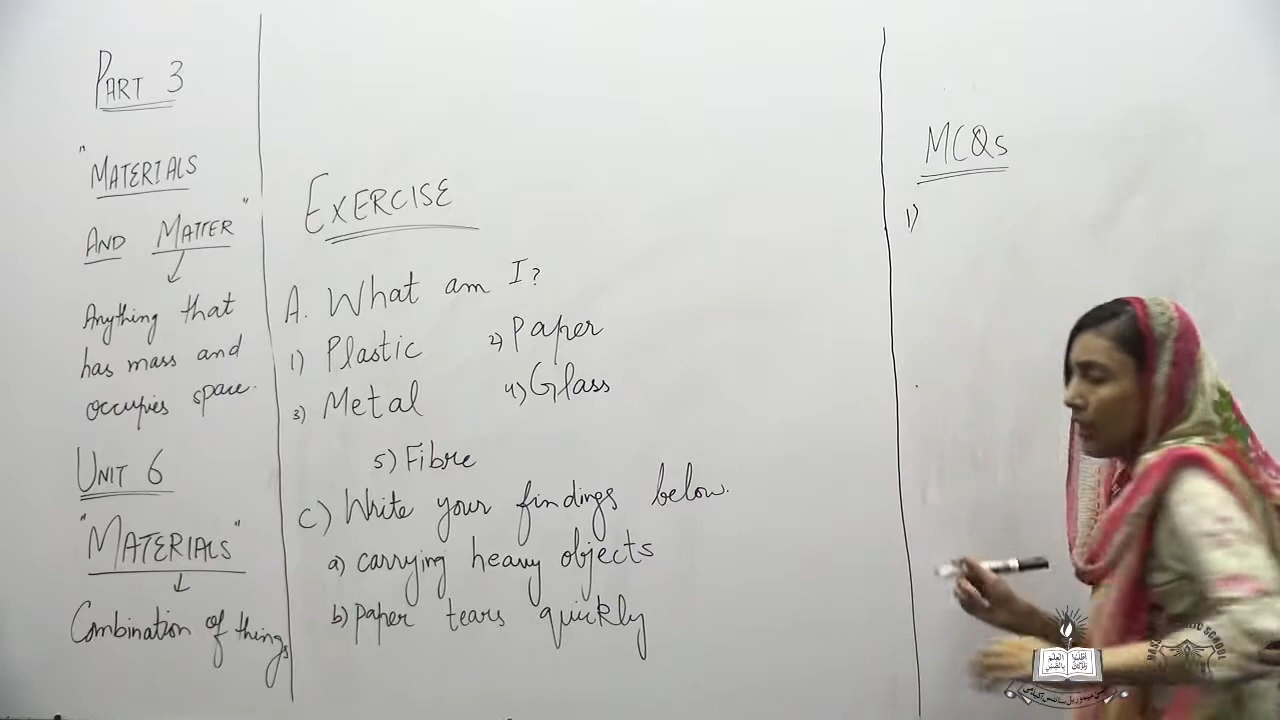 PART 3
"MATERIALS
AND MATTER"
Anything that
has mass and
occupies space.
UNIT 6
"MATERIALS"
Combination of things
EXERCISE
A. What am I?
1) Plastic 2) Paper
3) Metal 4) Glass
5) Fibre
C) Write your findings below.
a) carrying heavy objects
b) paper tears quickly
MCQs
1)